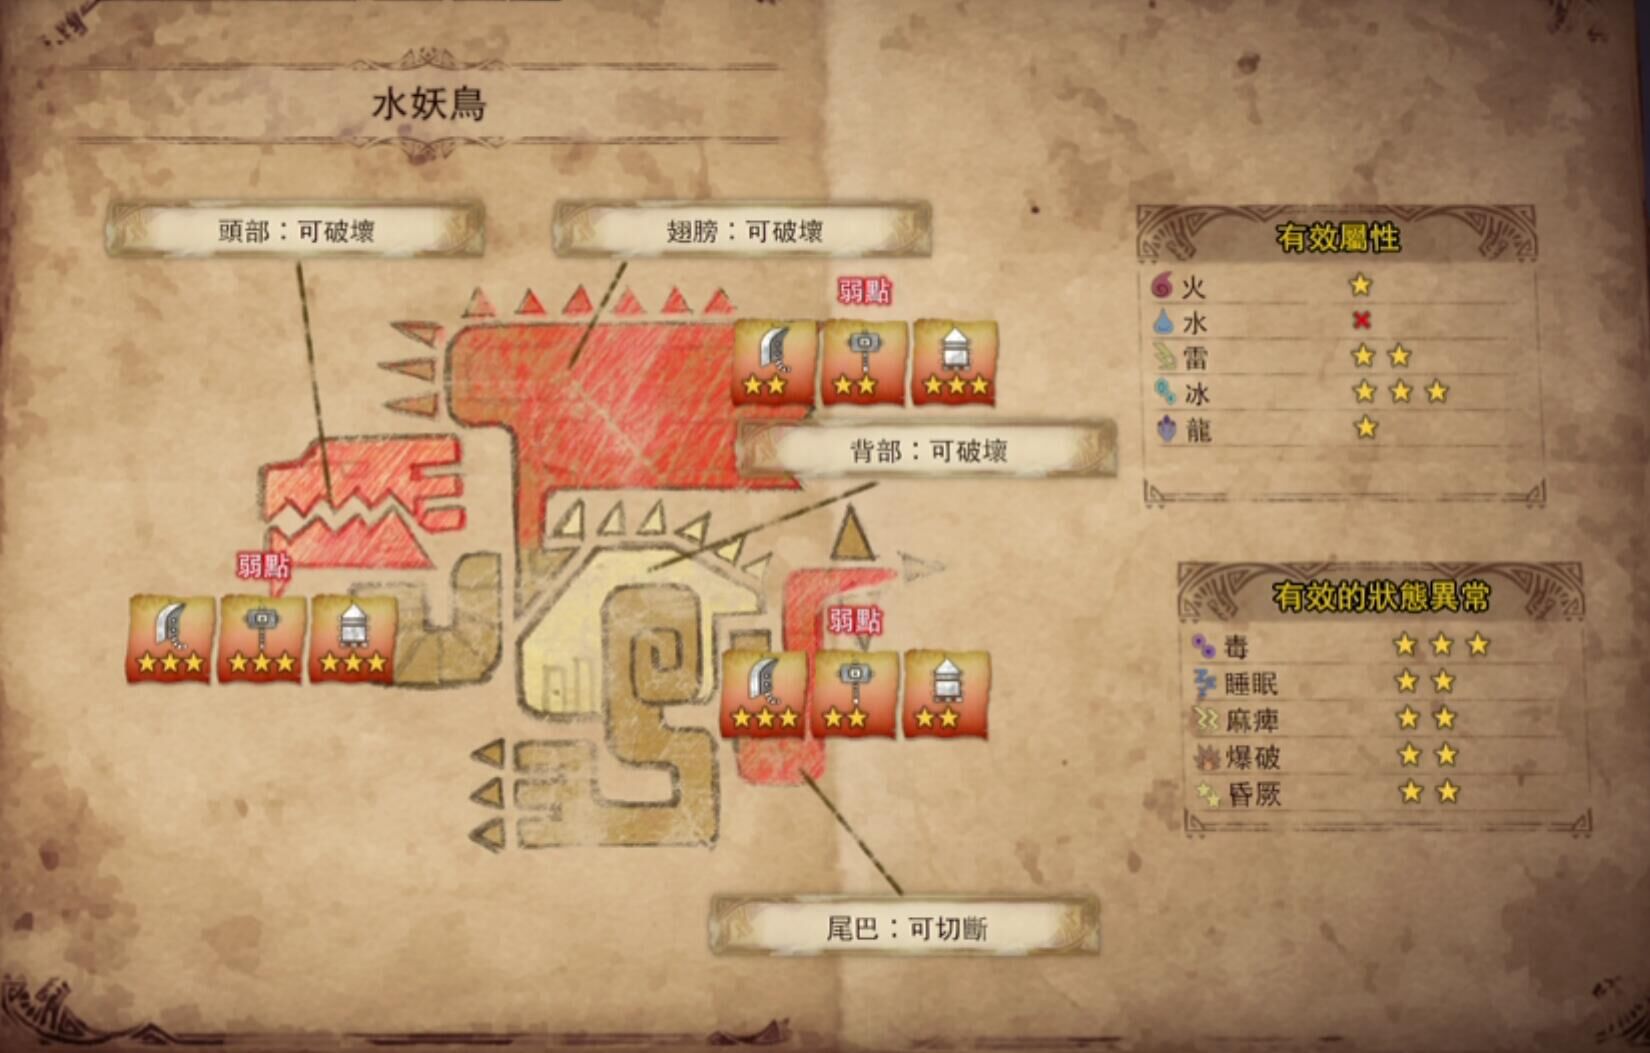 水妖鳥
頭部：可破壞
翅膀：可破壞
弱點
背部：可破壞
弱點
弱點
尾巴：可切斷
有效屬性
火
水
雷
冰
龍
有效的狀態異常
毒
睡眠
麻痺
爆破
昏厥